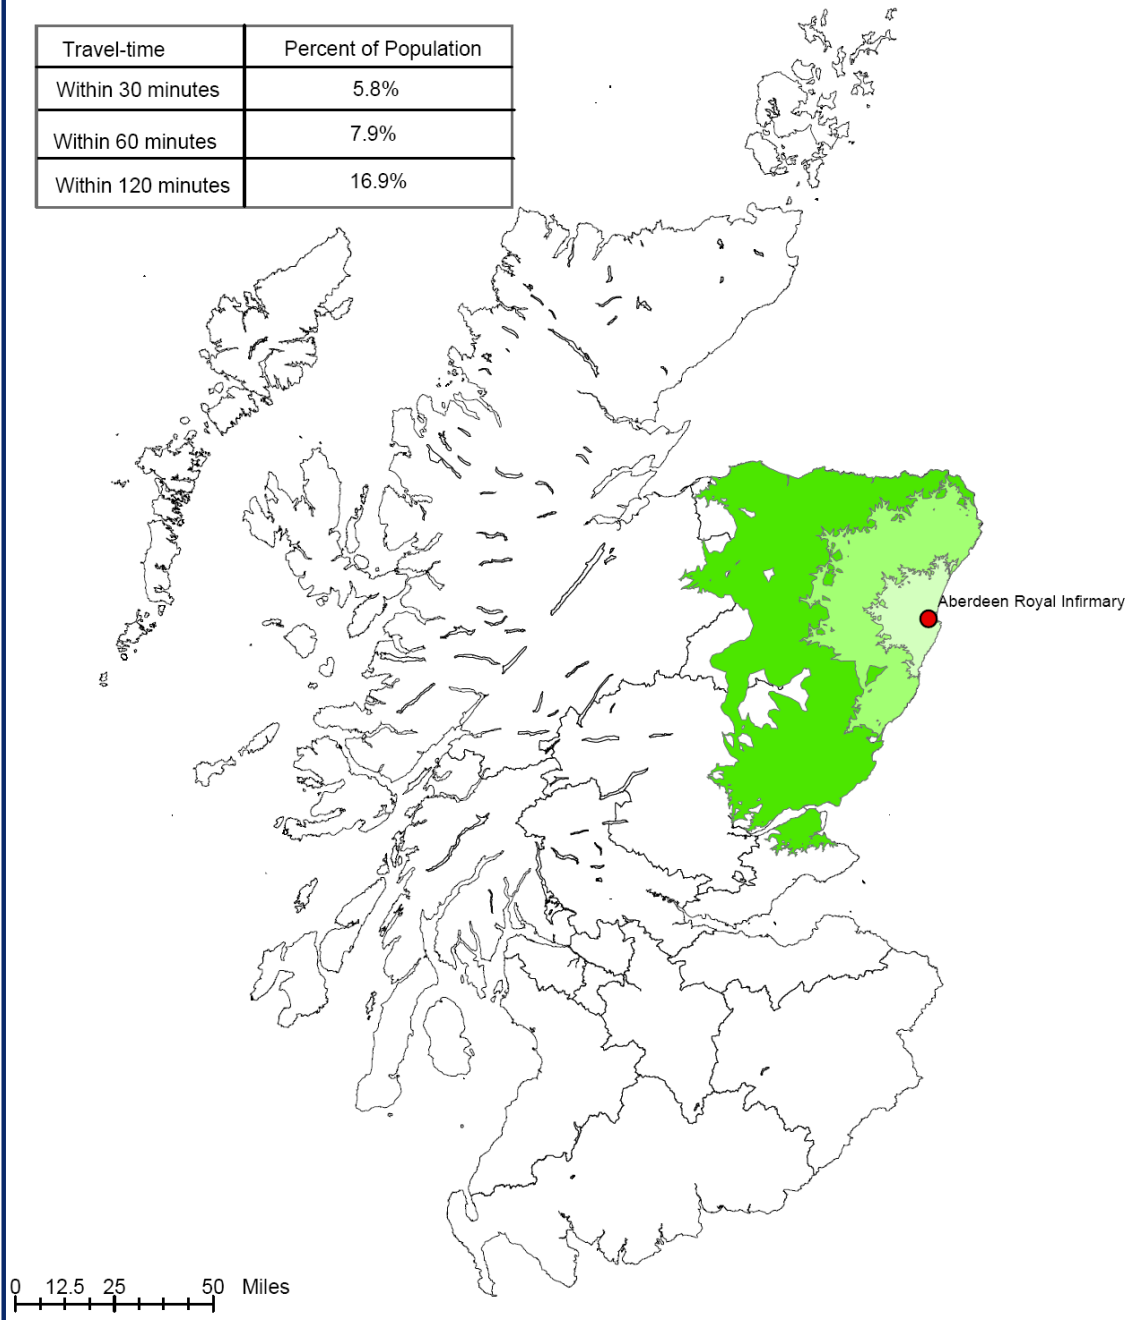 Travel-time Percent of Population
Within 30 minutes 5.8%
Within 60 minutes 7.9%
Within 120 minutes 16.9%
Aberdeen Royal Infirmary
0 12.5 25 50 Miles